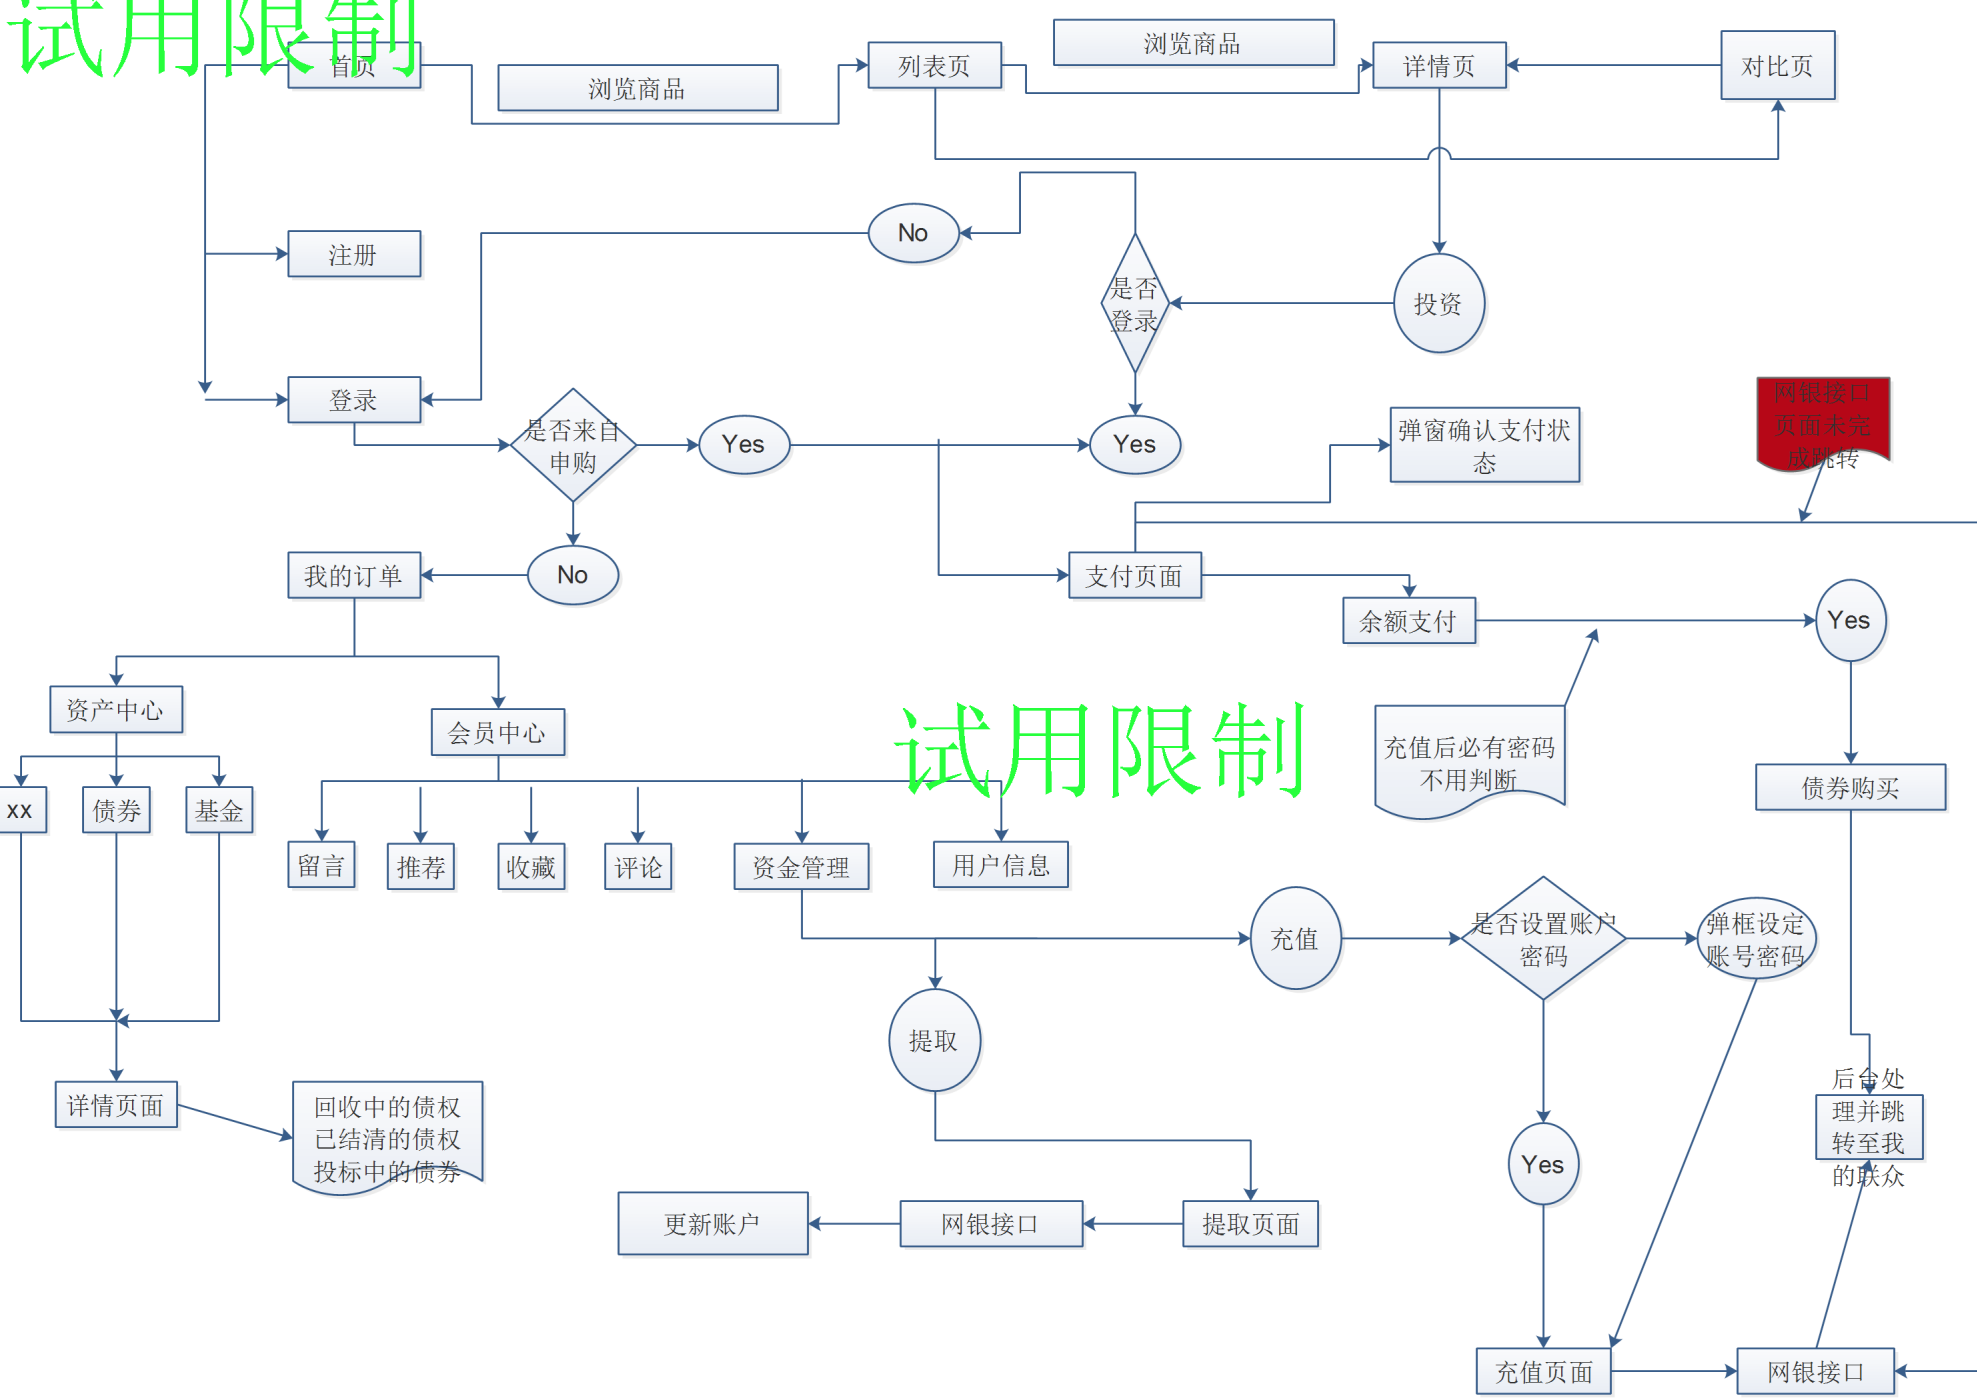 试用限制
首页
浏览商品
列表页
浏览商品
详情页
对比页
注册
No
是否
登录
投资
登录
是否来自
申购
Yes
Yes
弹窗确认支付状
态
网银接口
页面未完
成跳转
我的订单
No
支付页面
余额支付
Yes
资产中心
会员中心
试用限制
充值后必有密码
不用判断
债券购买
xx
债券
基金
留言
推荐
收藏
评论
资金管理
用户信息
充值
是否设置账户
密码
弹框设定
账号密码
提取
详情页面
回收中的债权
已结清的债权
投标中的债券
后台处
理并跳
转至我
的联众
Yes
更新账户
网银接口
提取页面
充值页面
网银接口